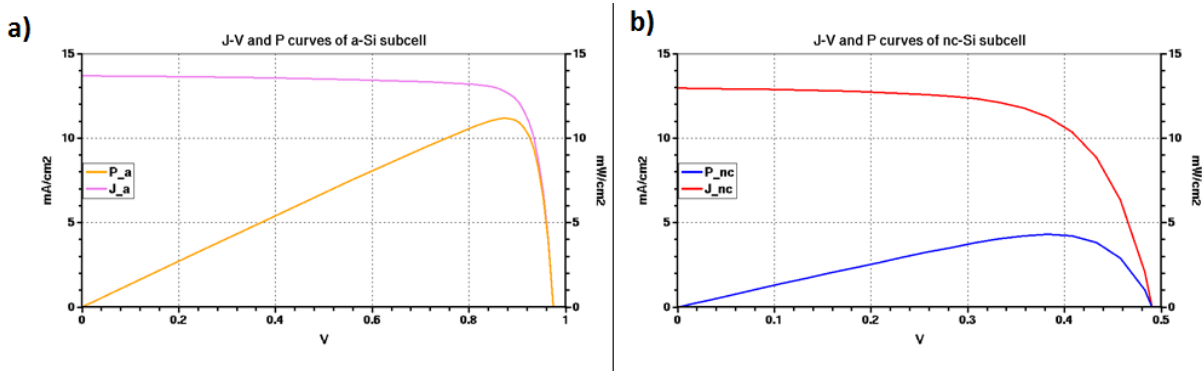 a)
J-V and P curves of a-Si subcell
15
10
5
0
mA/cm2
P_a
J_a
15
10
5
0
mW/cm2
0
0.2
0.4
0.6
0.8
1
V
b)
J-V and P curves of nc-Si subcell
15
10
5
0
mA/cm2
P_nc
J_nc
15
10
5
0
mW/cm2
0
0.1
0.2
0.3
0.4
0.5
V